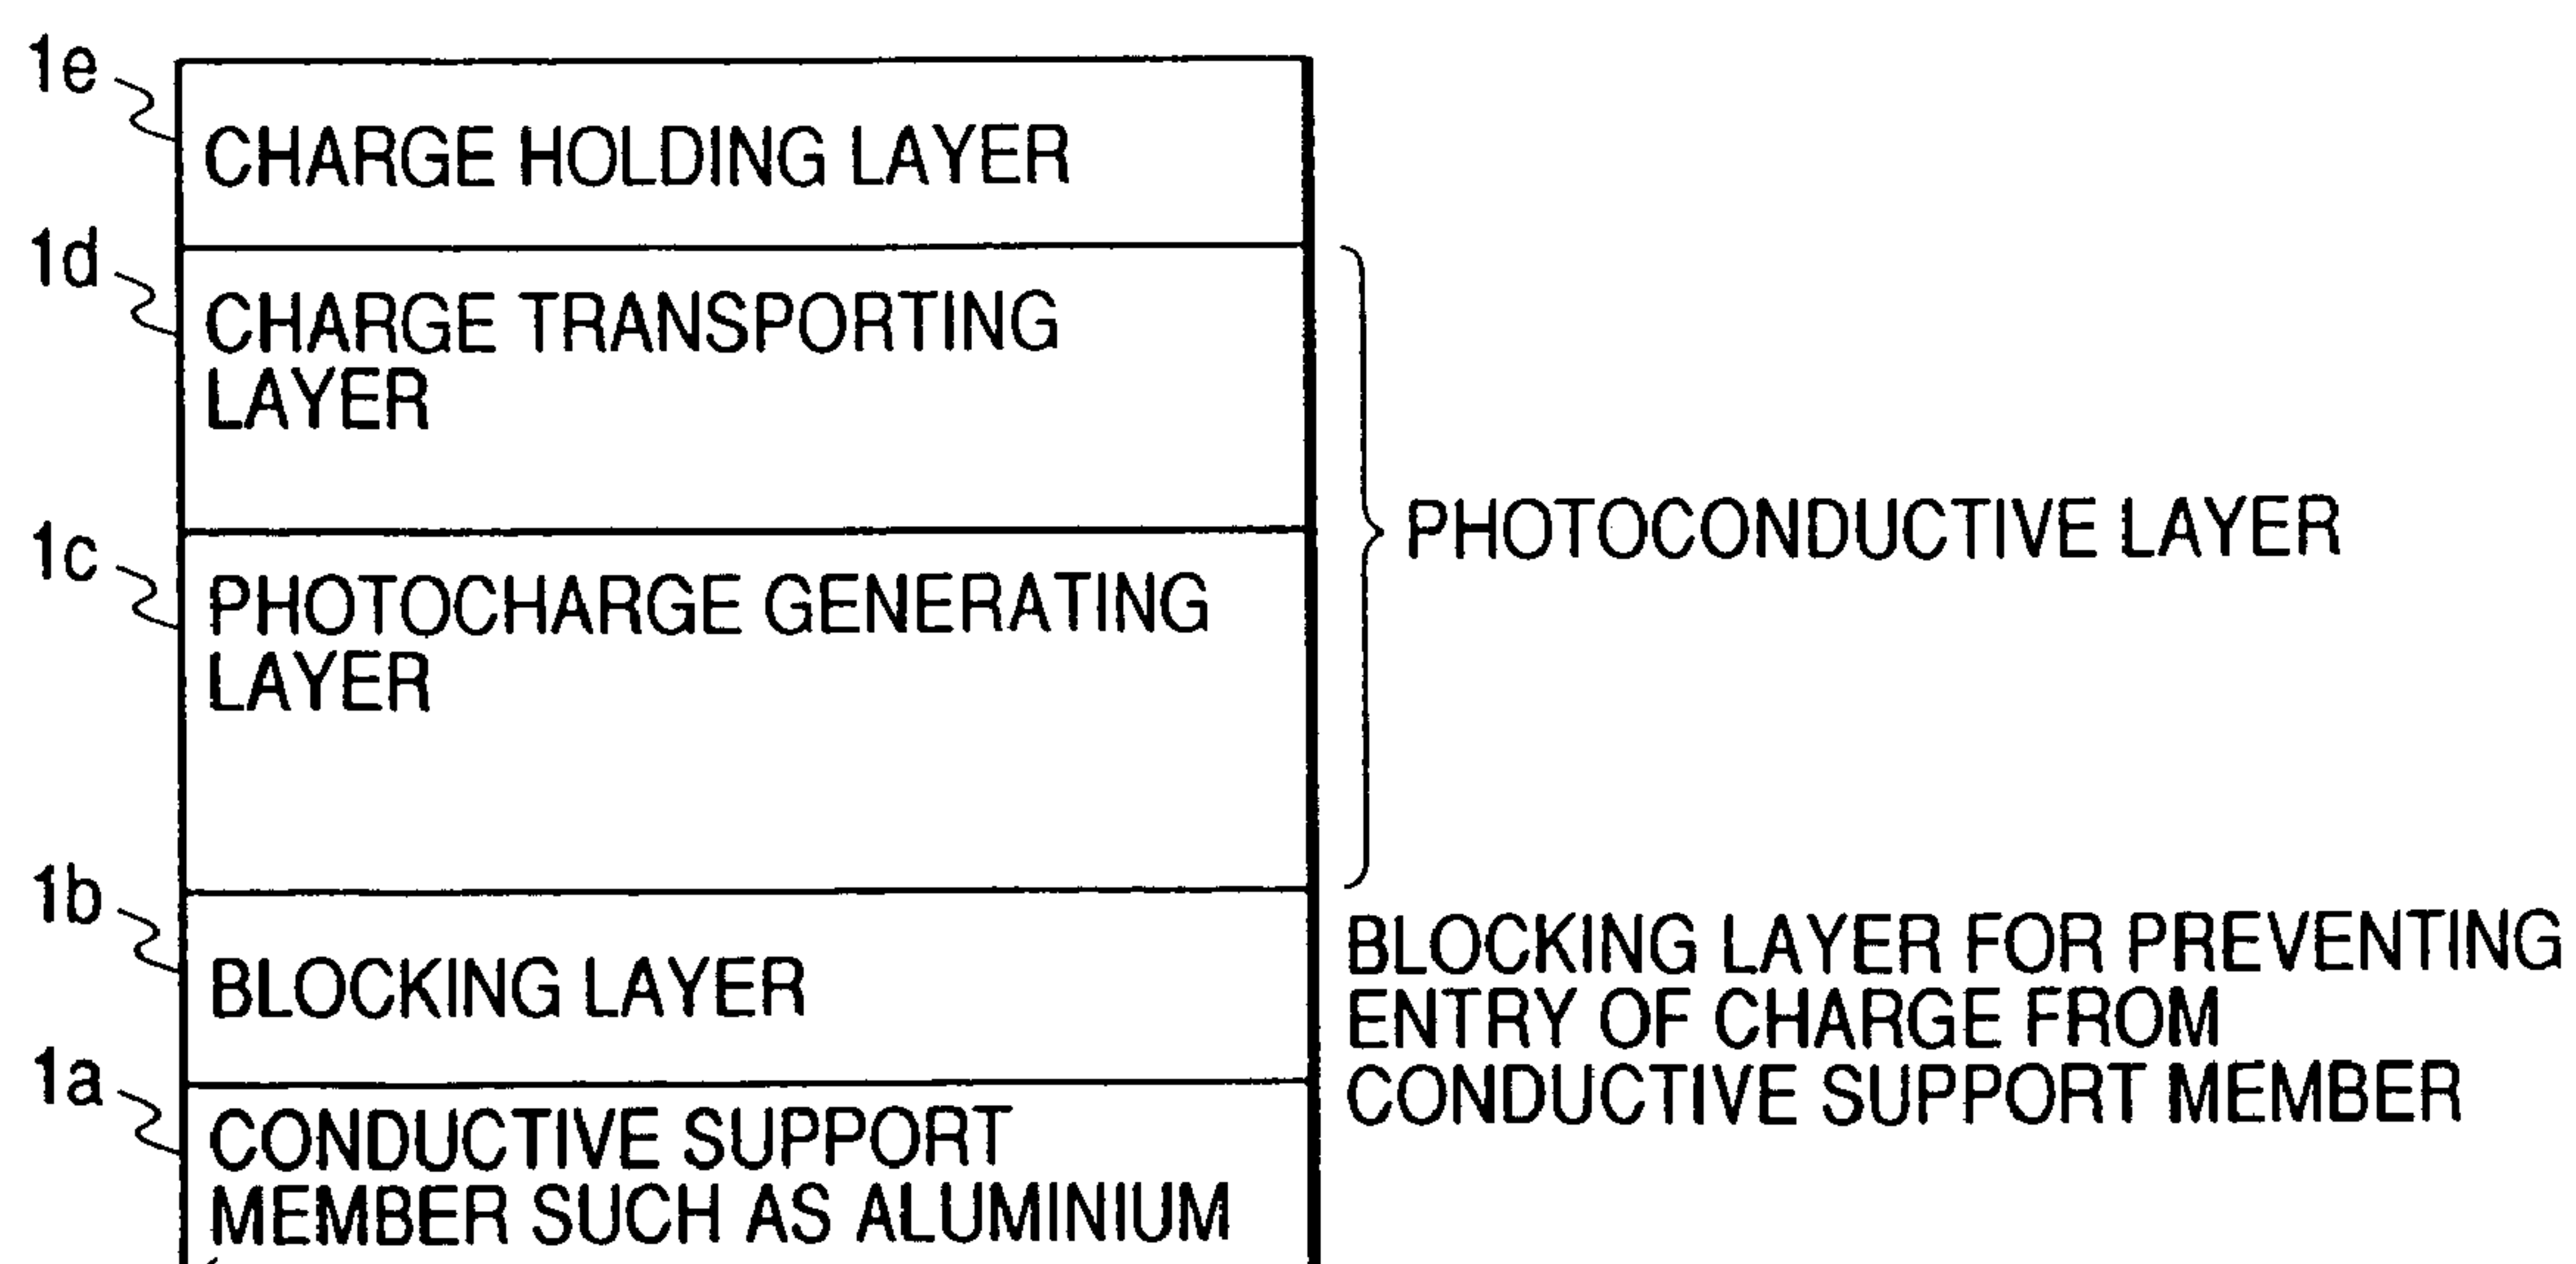 1e
CHARGE HOLDING LAYER
1d
CHARGE TRANSPORTING
LAYER
1c
PHOTOCHARGE GENERATING
LAYER
PHOTOCONDUCTIVE LAYER
1b
BLOCKING LAYER
BLOCKING LAYER FOR PREVENTING
ENTRY OF CHARGE FROM
CONDUCTIVE SUPPORT MEMBER
1a
CONDUCTIVE SUPPORT
MEMBER SUCH AS ALUMINIUM